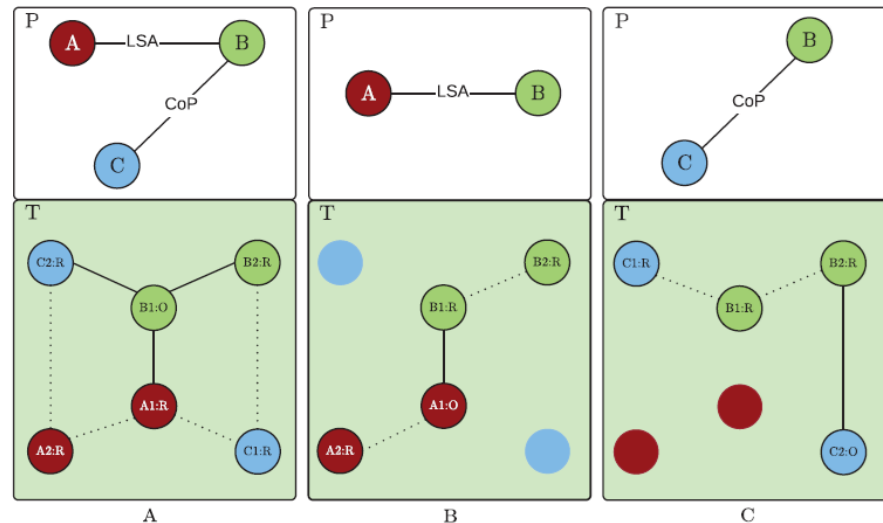 P
A LSA B
CoP
C
T
C2:R B2:R
B1:O
A1:R
A2:R C1:R
A
P
A LSA B
T
B2:R
B1:R
A1:O
A2:R
B
P
B
CoP
C
T
C1:R B2:R
B1:R
C2:O
C